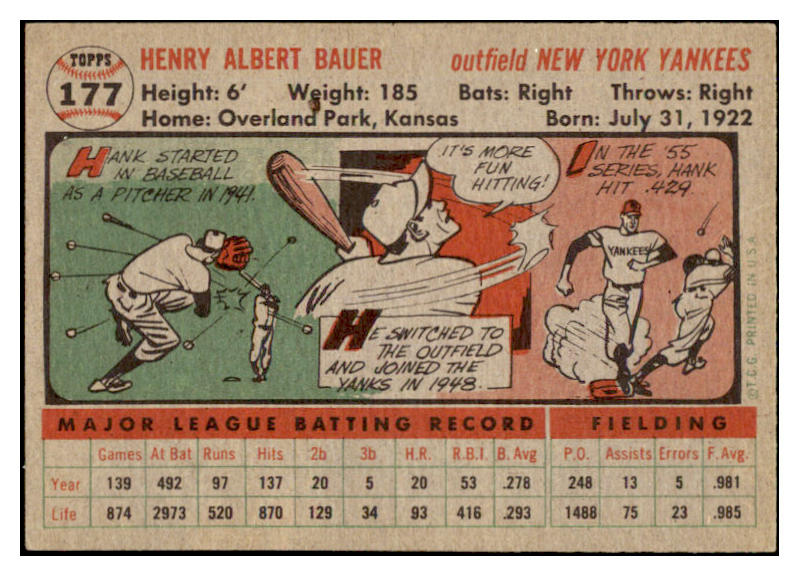 TOPPS
177
HENRY ALBERT BAUER outfield NEW YORK YANKEES
Height: 6' Weight: 185 Bats: Right Throws: Right
Home: Overland Park, Kansas Born: July 31, 1922
HANK STARTED
IN BASEBALL
AS A PITCHER IN 1941.
IT'S MORE
FUN
HITTING!
HE SWITCHED TO
THE OUTFIELD
AND JOINED THE
YANKS IN 1948.
IN THE '55
SERIES, HANK
HIT .429.
YANKEES
©T.C.G. PRINTED IN U.S.A.
MAJOR LEAGUE BATTING RECORD FIELDING
Games At Bat Runs Hits 2b 3b H.R. R.B.I. B. Avg P.O. Assists Errors F. Avg.
Year 139 492 97 137 20 5 20 53 .278 248 13 5 .981
Life 874 2973 520 870 129 34 93 416 .293 1488 75 23 .985